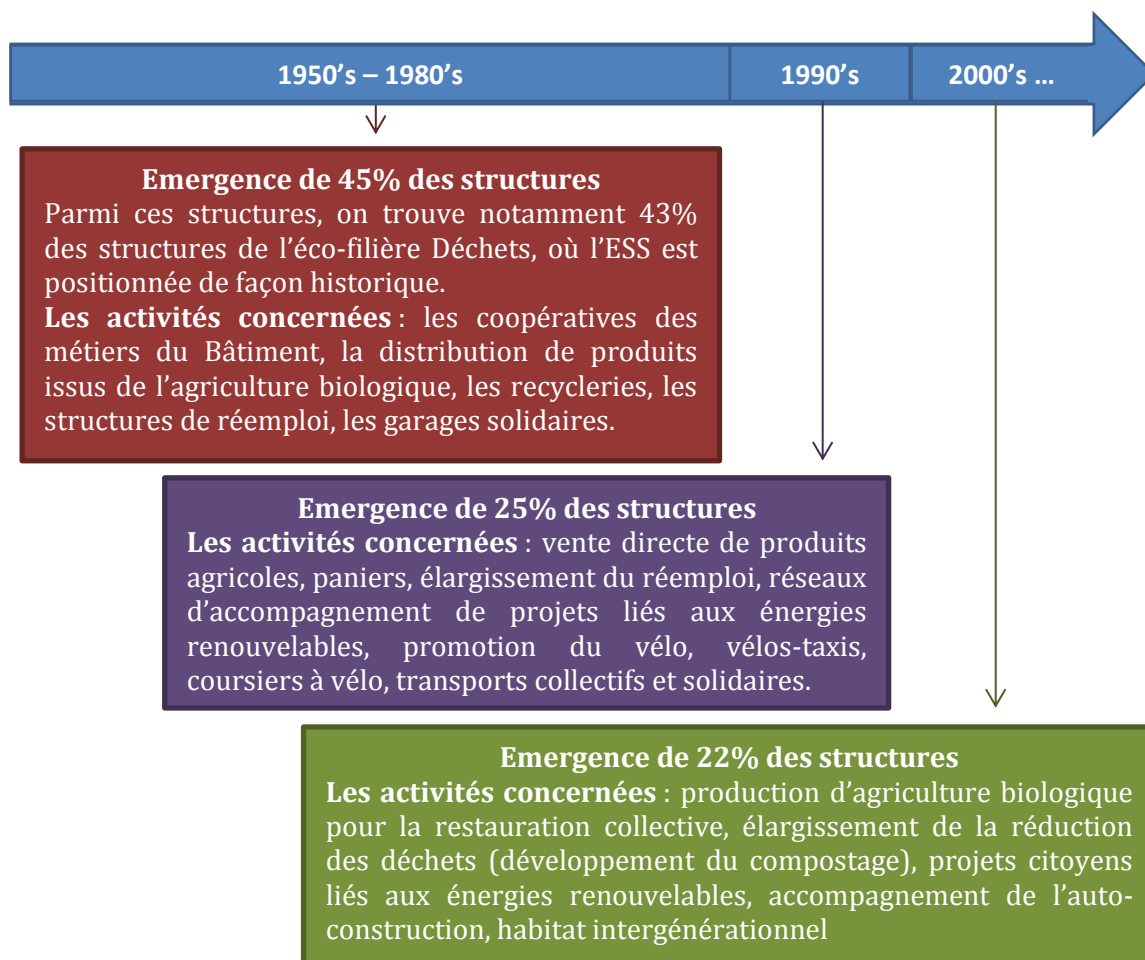 1950’s – 1980’s
1990’s
2000’s ...
Emergence de 45% des structures
Parmi ces structures, on trouve notamment 43%
des structures de l’éco-filière Déchets, où l’ESS est
positionnée de façon historique.
Les activités concernées : les coopératives des
métiers du Bâtiment, la distribution de produits
issus de l’agriculture biologique, les recycleries, les
structures de réemploi, les garages solidaires.
Emergence de 25% des structures
Les activités concernées : vente directe de produits
agricoles, paniers, élargissement du réemploi, réseaux
d’accompagnement de projets liés aux énergies
renouvelables, promotion du vélo, vélos-taxis,
coursiers à vélo, transports collectifs et solidaires.
Emergence de 22% des structures
Les activités concernées : production d’agriculture biologique
pour la restauration collective, élargissement de la réduction
des déchets (développement du compostage), projets citoyens
liés aux énergies renouvelables, accompagnement de l’auto-
construction, habitat intergénérationnel